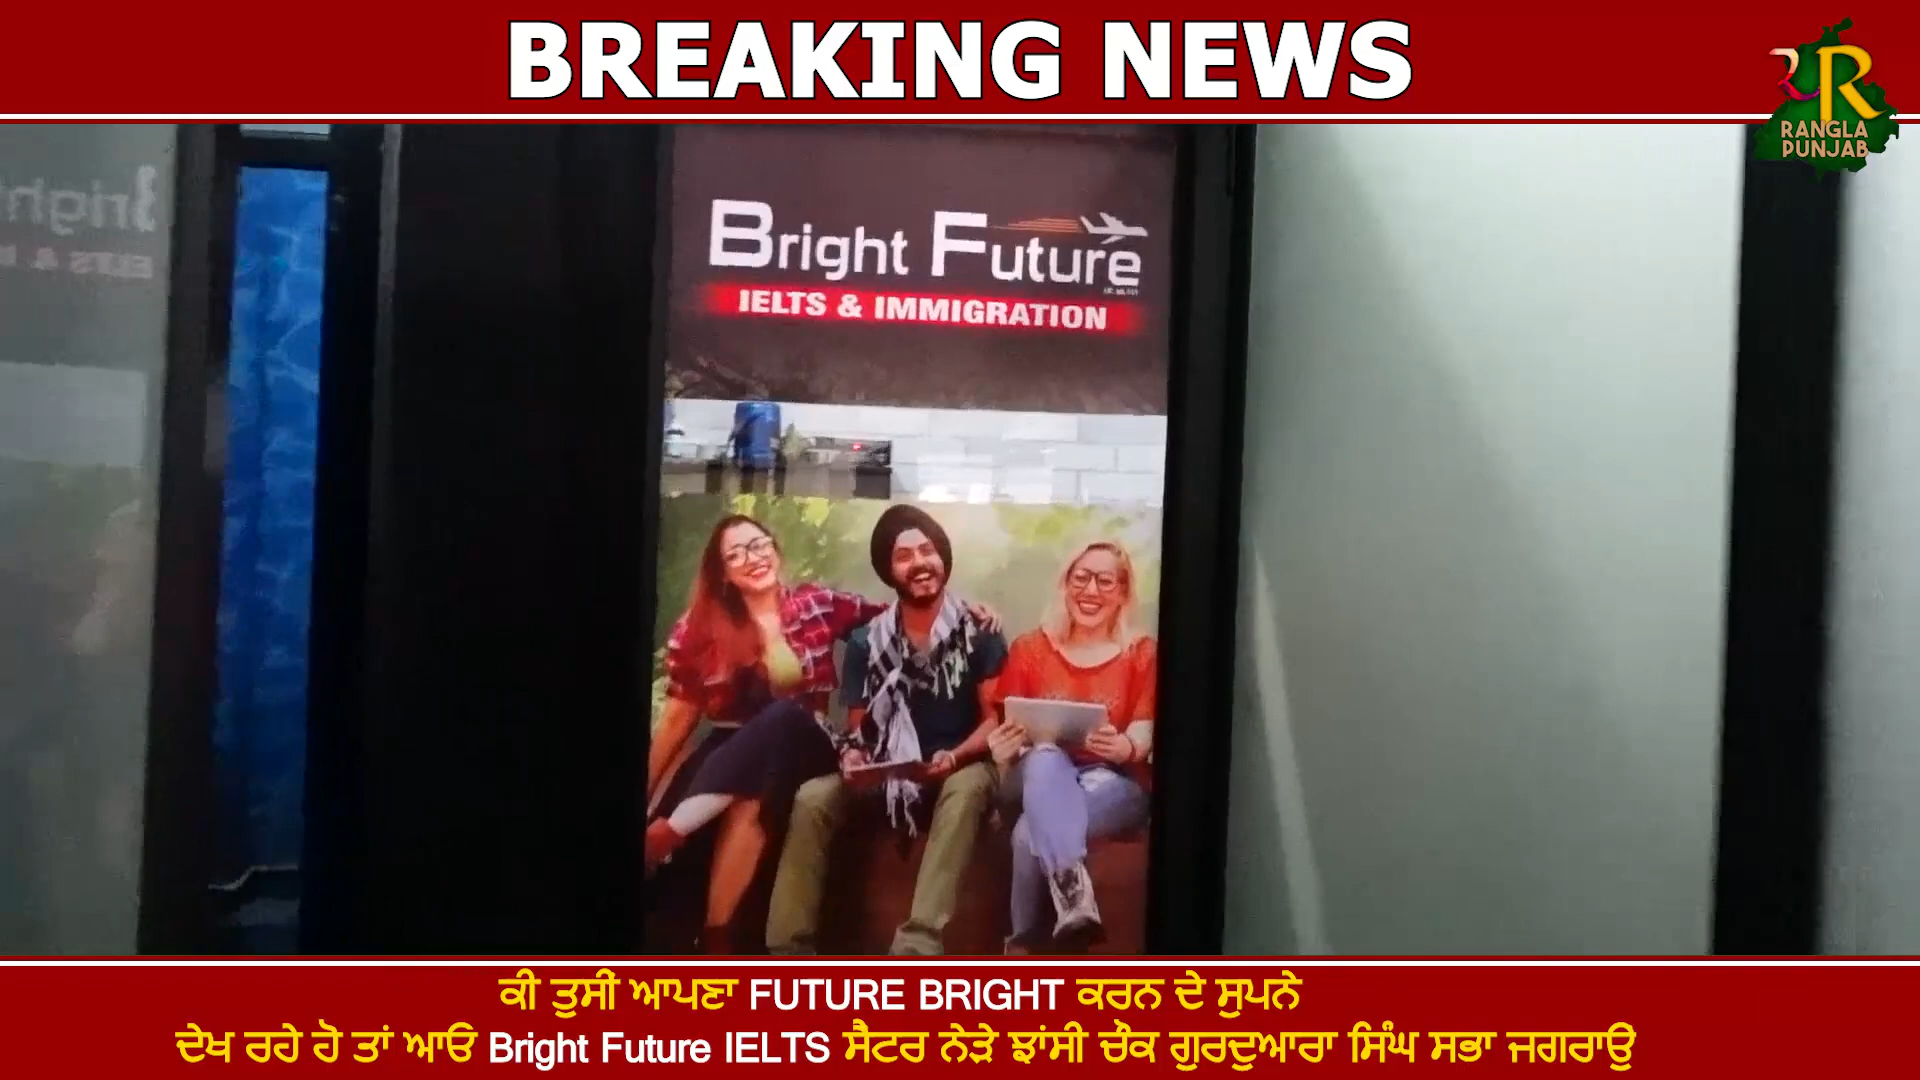 BREAKING NEWS
R
RANGLA
PUNJAB
Bright Future
IELTS & IMMIGRATION
ਕੀ ਤੁਸੀਂ ਆਪਣਾ FUTURE BRIGHT ਕਰਨ ਦੇ ਸੁਪਨੇ
ਦੇਖ ਰਹੇ ਹੋ ਤਾਂ ਆਓ Bright Future IELTS ਸੈਟਰ ਨੇੜੇ ਝਾਂਸੀ ਚੌਕ ਗੁਰਦੁਆਰਾ ਸਿੰਘ ਸਭਾ ਜਗਰਾਉ